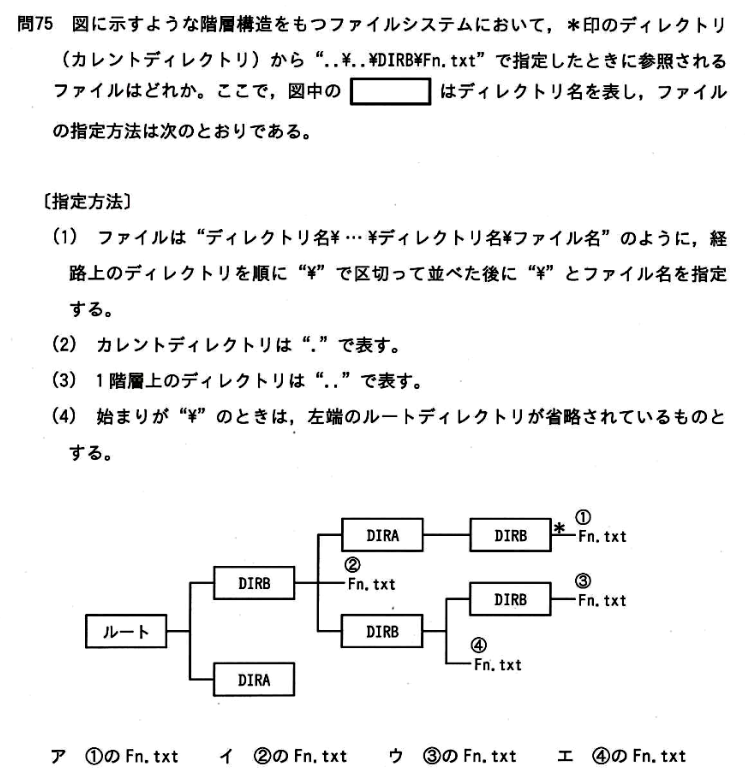 問75 図に示すような階層構造をもつファイルシステムにおいて，＊印のディレクトリ
（カレントディレクトリ）から“..¥..¥DIRB¥Fn.txt”で指定したときに参照される
ファイルはどれか。ここで，図中の はディレクトリ名を表し，ファイル
の指定方法は次のとおりである。
〔指定方法〕
(1) ファイルは“ディレクトリ名¥…¥ディレクトリ名¥ファイル名”のように，経
路上のディレクトリを順に“¥”で区切って並べた後に“¥”とファイル名を指定
する。
(2) カレントディレクトリは“.”で表す。
(3) 1階層上のディレクトリは“..”で表す。
(4) 始まりが“¥”のときは，左端のルートディレクトリが省略されているものと
する。
①
DIRA DIRB ＊ Fn.txt
②
DIRB Fn.txt
③
DIRB Fn.txt
ルート DIRB
④
Fn.txt
DIRA
ア ①の Fn.txt イ ②の Fn.txt ウ ③の Fn.txt エ ④の Fn.txt